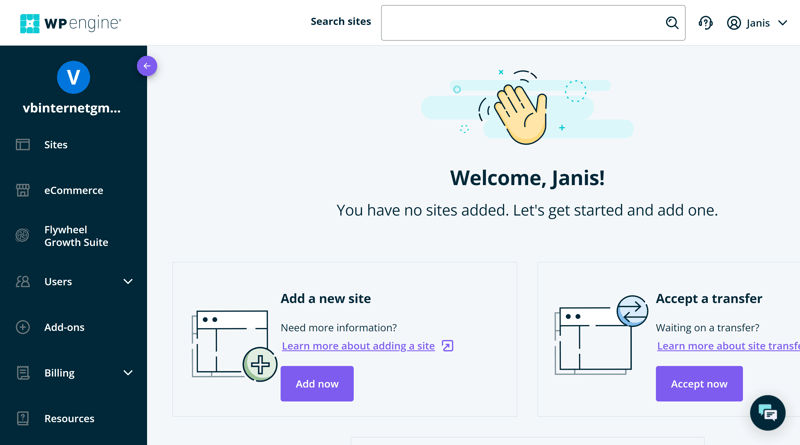 WP engine
Search sites
Janis
V
vbinternetgm...
Sites
eCommerce
Flywheel
Growth Suite
Users
Add-ons
Billing
Resources
Welcome, Janis!
You have no sites added. Let's get started and add one.
Add a new site
Need more information?
Learn more about adding a site
Add now
Accept a transfer
Waiting on a transfer?
Learn more about site transfe
Accept now